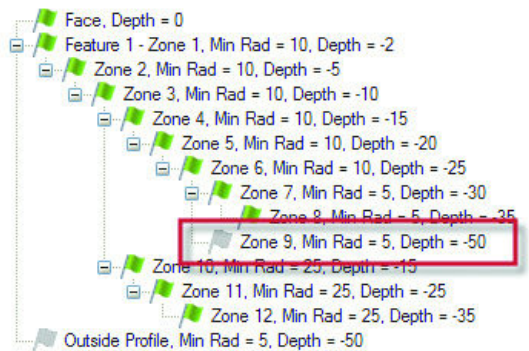 Face, Depth = 0
Feature 1 - Zone 1, Min Rad = 10, Depth = -2
Zone 2, Min Rad = 10, Depth = -5
Zone 3, Min Rad = 10, Depth = -10
Zone 4, Min Rad = 10, Depth = -15
Zone 5, Min Rad = 10, Depth = -20
Zone 6, Min Rad = 10, Depth = -25
Zone 7, Min Rad = 5, Depth = -30
Zone 8, Min Rad = 5, Depth = -35
Zone 9, Min Rad = 5, Depth = -50
Zone 10, Min Rad = 25, Depth = -15
Zone 11, Min Rad = 25, Depth = -25
Zone 12, Min Rad = 25, Depth = -35
Outside Profile, Min Rad = 5, Depth = -50